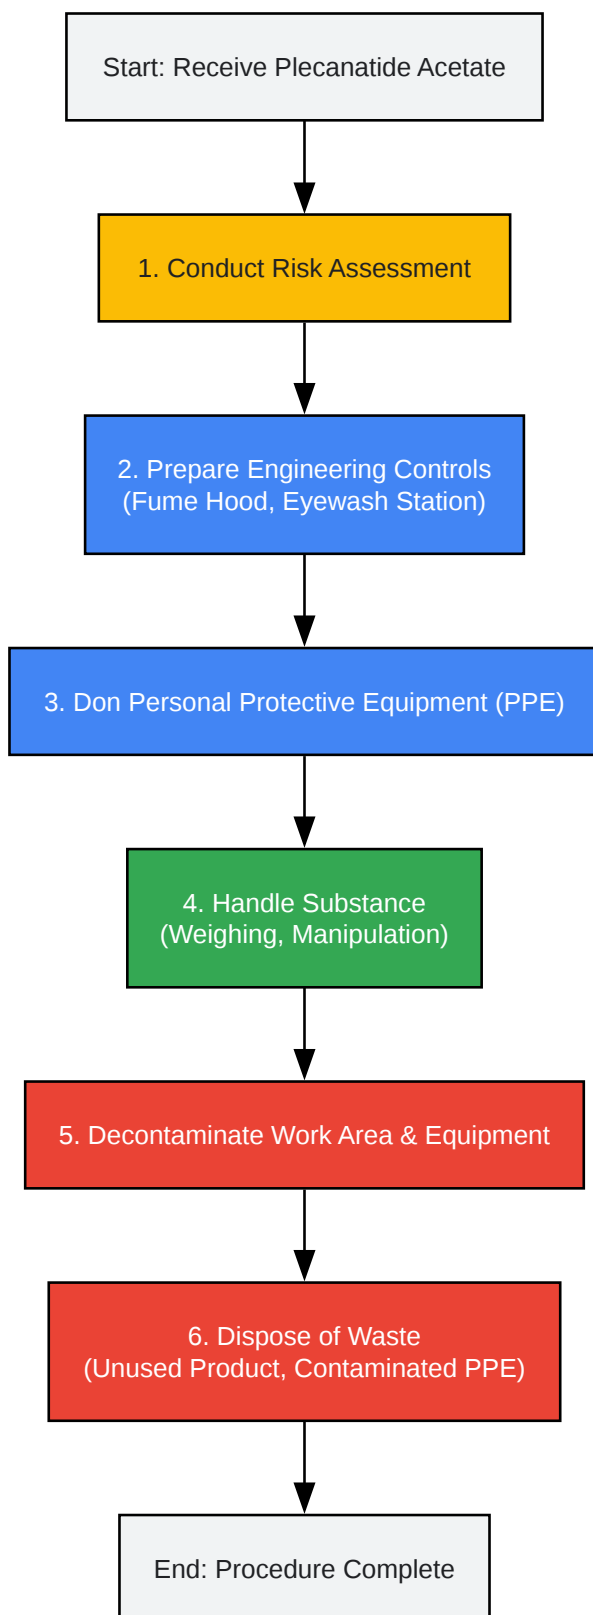 Start: Receive Plecanatide Acetate
1. Conduct Risk Assessment
2. Prepare Engineering Controls
(Fume Hood, Eyewash Station)
3. Don Personal Protective Equipment (PPE)
4. Handle Substance
(Weighing, Manipulation)
5. Decontaminate Work Area & Equipment
6. Dispose of Waste
(Unused Product, Contaminated PPE)
End: Procedure Complete